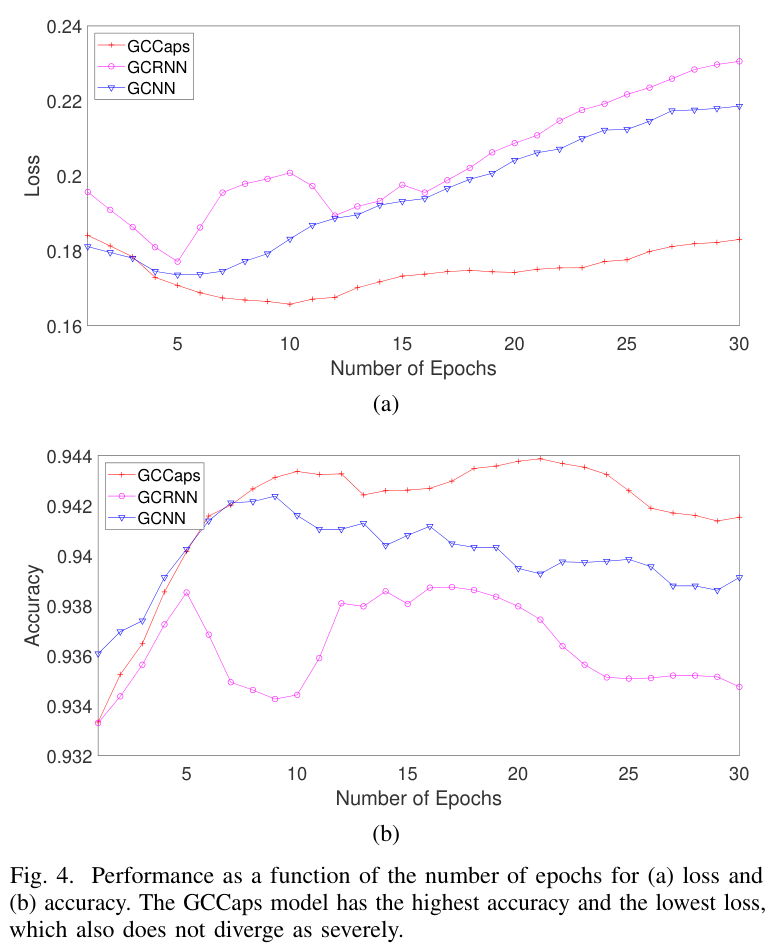 0.24
GCCaps
GCRNN
GCNN
0.22
0.2
0.18
0.16
Loss
5
10
15
20
25
30
Number of Epochs
(a)
0.944
GCCaps
GCRNN
GCNN
0.942
0.94
0.938
0.936
0.934
0.932
Accuracy
5
10
15
20
25
30
Number of Epochs
(b)
Fig. 4. Performance as a function of the number of epochs for (a) loss and
(b) accuracy. The GCCaps model has the highest accuracy and the lowest loss,
which also does not diverge as severely.